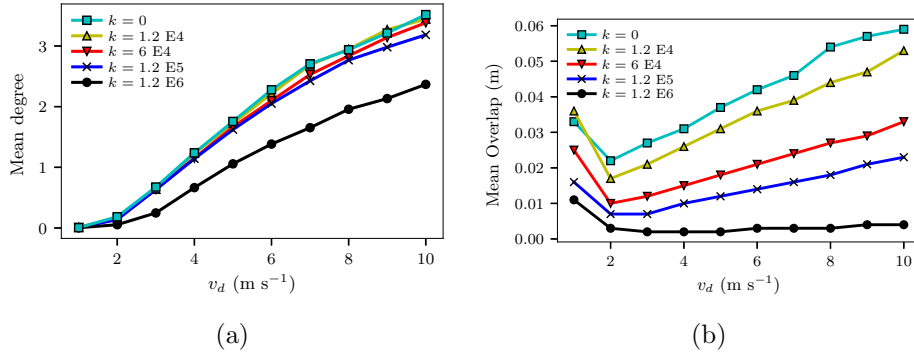 k = 0
k = 1.2 E4
k = 6 E4
k = 1.2 E5
k = 1.2 E6
Mean degree
3
2
1
0
2 4 6 8 10
v_d (m s⁻¹)
(a)
k = 0
k = 1.2 E4
k = 6 E4
k = 1.2 E5
k = 1.2 E6
Mean Overlap (m)
0.06
0.05
0.04
0.03
0.02
0.01
0.00
2 4 6 8 10
v_d (m s⁻¹)
(b)